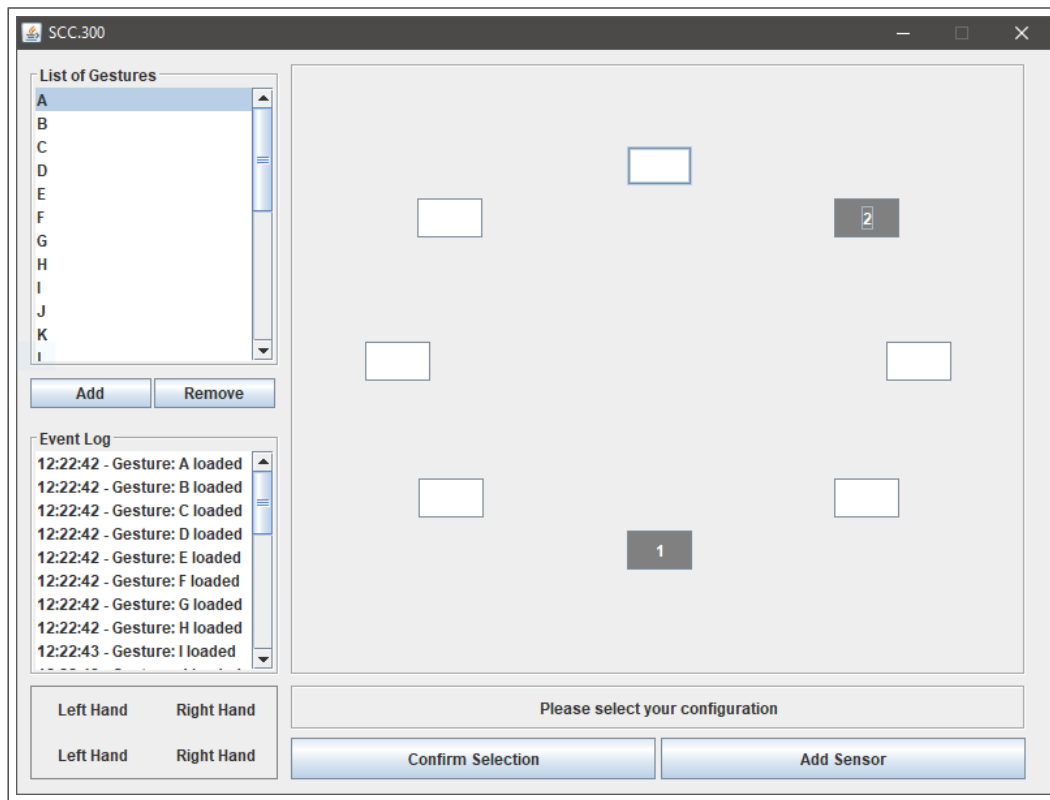 SCC.300
List of Gestures
A
B
C
D
E
F
G
H
I
J
K
Add
Remove
Event Log
12:22:42 - Gesture: A loaded
12:22:42 - Gesture: B loaded
12:22:42 - Gesture: C loaded
12:22:42 - Gesture: D loaded
12:22:42 - Gesture: E loaded
12:22:42 - Gesture: F loaded
12:22:42 - Gesture: G loaded
12:22:42 - Gesture: H loaded
12:22:43 - Gesture: I loaded
Left Hand Right Hand
Left Hand Right Hand
2
1
Please select your configuration
Confirm Selection
Add Sensor